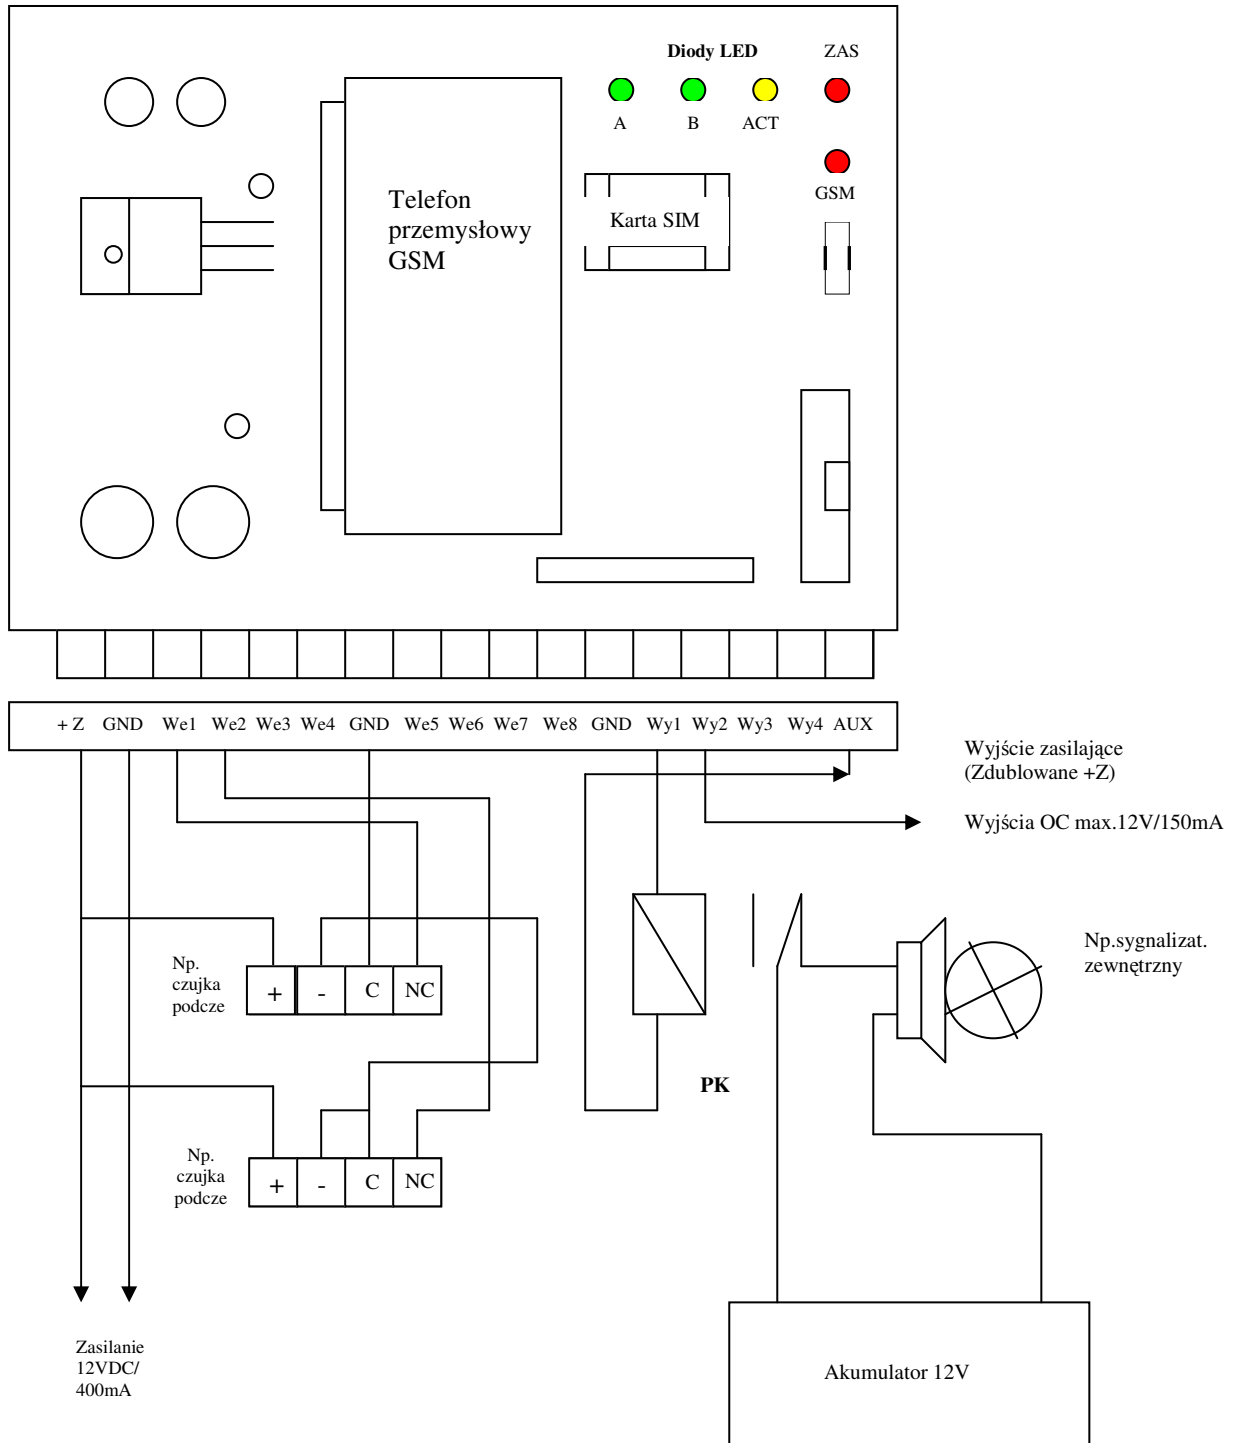 Diody LED
ZAS
A
B
ACT
GSM
Telefon
przemysłowy
GSM
Karta SIM
+ Z GND We1 We2 We3 We4 GND We5 We6 We7 We8 GND Wy1 Wy2 Wy3 Wy4 AUX
Wyjście zasilające
(Zdublowane +Z)
Wyjścia OC max.12V/150mA
Np.sygnalizat.
zewnętrzny
Np.
czujka
podcze
+ - C NC
PK
Np.
czujka
podcze
+ - C NC
Zasilanie
12VDC/
400mA
Akumulator 12V